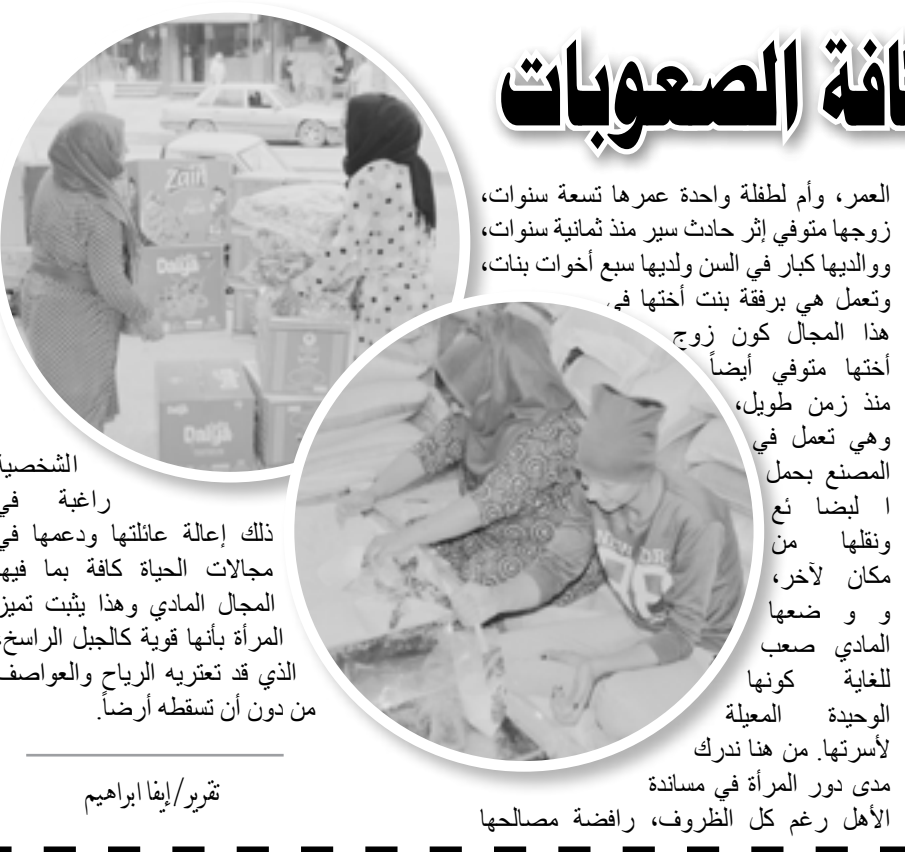 الصعوبات
العمر، وأم لطفلة واحدة عمرها تسعة سنوات،
زوجها متوفي إثر حادث سير منذ ثمانية سنوات،
ووالديها كبار في السن ولديها سبع أخوات بنات،
وتعمل هي برفقة بنت أختها في
هذا المجال كون زوج
أختها متوفي أيضاً
منذ زمن طويل،
وهي تعمل في
المصنع بحمل
ا لبضا ئع
ونقلها من
مكان لآخر،
و و ضعها
المادي صعب
للغاية كونها
الوحيدة المعيلة
لأسرتها. من هنا ندرك
مدى دور المرأة في مساندة
الأهل رغم كل الظروف، رافضة مصالحها
الشخصية
راغبة في
ذلك إعالة عائلتها ودعمها في
مجالات الحياة كافة بما فيها
المجال المادي وهذا يثبت تميز
المرأة بأنها قوية كالجبل الراسخ،
الذي قد تعتريه الرياح والعواصف
من دون أن تسقطه أرضاً.
تقرير/إيفا ابراهيم
Zain
Daliya
Daliya
NEW YORK
78